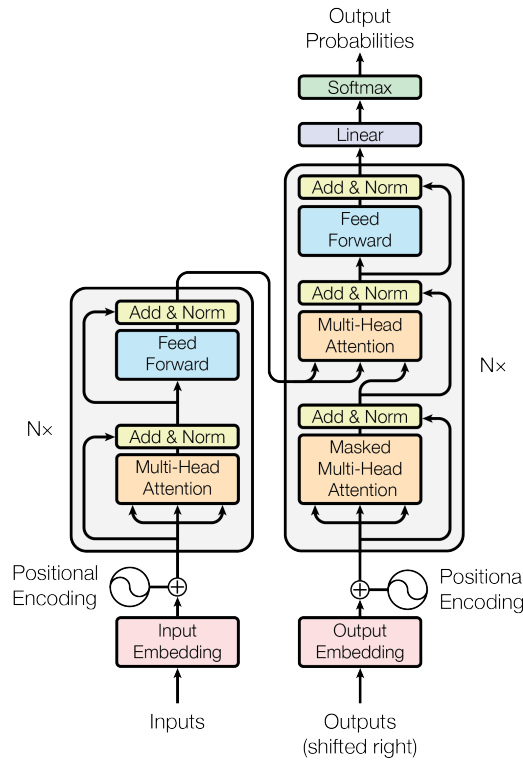 Output
Probabilities
Softmax
Linear
Add & Norm
Feed
Forward
Add & Norm
Multi-Head
Attention
Add & Norm
Masked
Multi-Head
Attention
N×
Positiona
Encoding
Output
Embedding
Outputs
(shifted right)
Add & Norm
Feed
Forward
Add & Norm
Multi-Head
Attention
N×
Positional
Encoding
Input
Embedding
Inputs